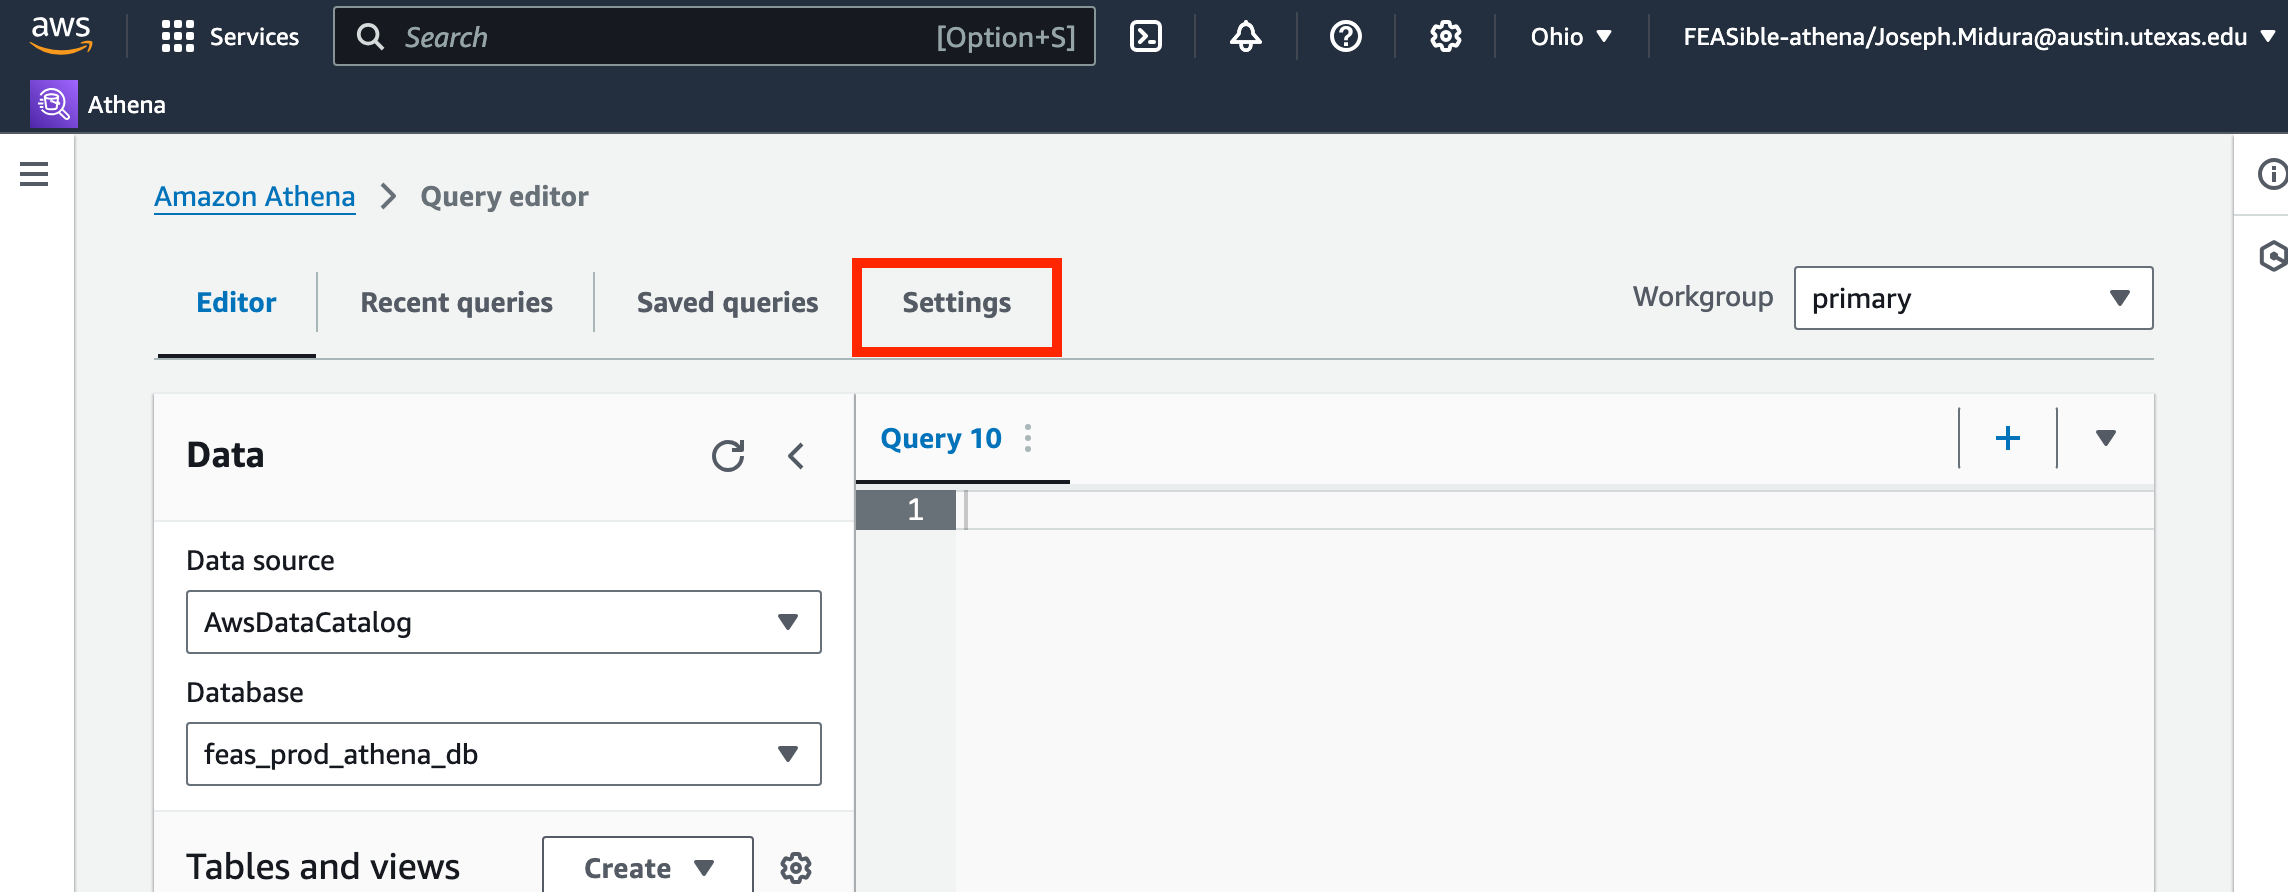 aws Services Search [Option+S] Ohio FEASible-athena/Joseph.Midura@austin.utexas.edu
Athena
Amazon Athena Query editor
Editor Recent queries Saved queries Settings Workgroup primary
Data
Query 10
1
Data source
AwsDataCatalog
Database
feas_prod_athena_db
Tables and views Create